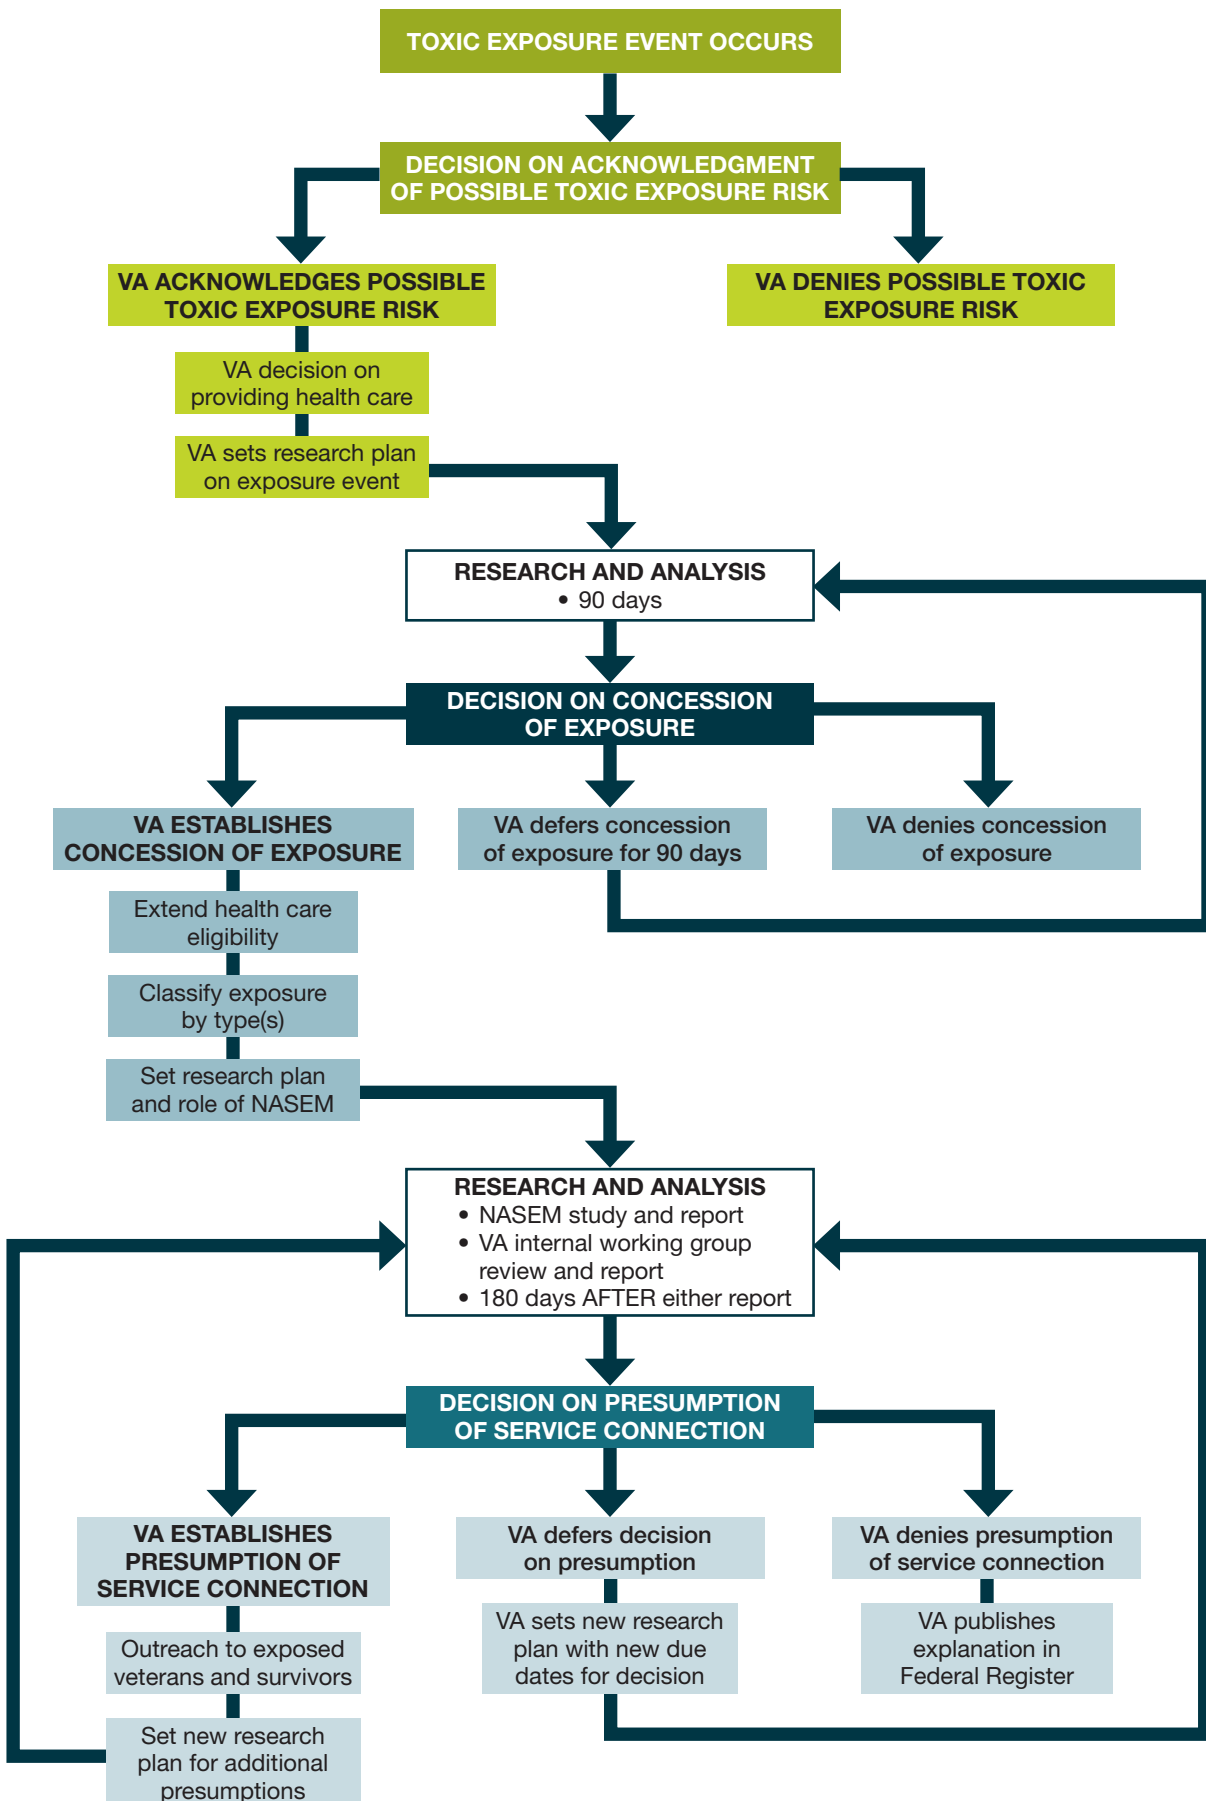 TOXIC EXPOSURE EVENT OCCURS
DECISION ON ACKNOWLEDGMENT
OF POSSIBLE TOXIC EXPOSURE RISK
VA ACKNOWLEDGES POSSIBLE
TOXIC EXPOSURE RISK
VA DENIES POSSIBLE TOXIC
EXPOSURE RISK
VA decision on
providing health care
VA sets research plan
on exposure event
RESEARCH AND ANALYSIS
• 90 days
DECISION ON CONCESSION
OF EXPOSURE
VA ESTABLISHES
CONCESSION OF EXPOSURE
VA defers concession
of exposure for 90 days
VA denies concession
of exposure
Extend health care
eligibility
Classify exposure
by type(s)
Set research plan
and role of NASEM
RESEARCH AND ANALYSIS
• NASEM study and report
• VA internal working group
review and report
• 180 days AFTER either report
DECISION ON PRESUMPTION
OF SERVICE CONNECTION
VA ESTABLISHES
PRESUMPTION OF
SERVICE CONNECTION
VA defers decision
on presumption
VA denies presumption
of service connection
Outreach to exposed
veterans and survivors
VA sets new research
plan with new due
dates for decision
VA publishes
explanation in
Federal Register
Set new research
plan for additional
presumptions